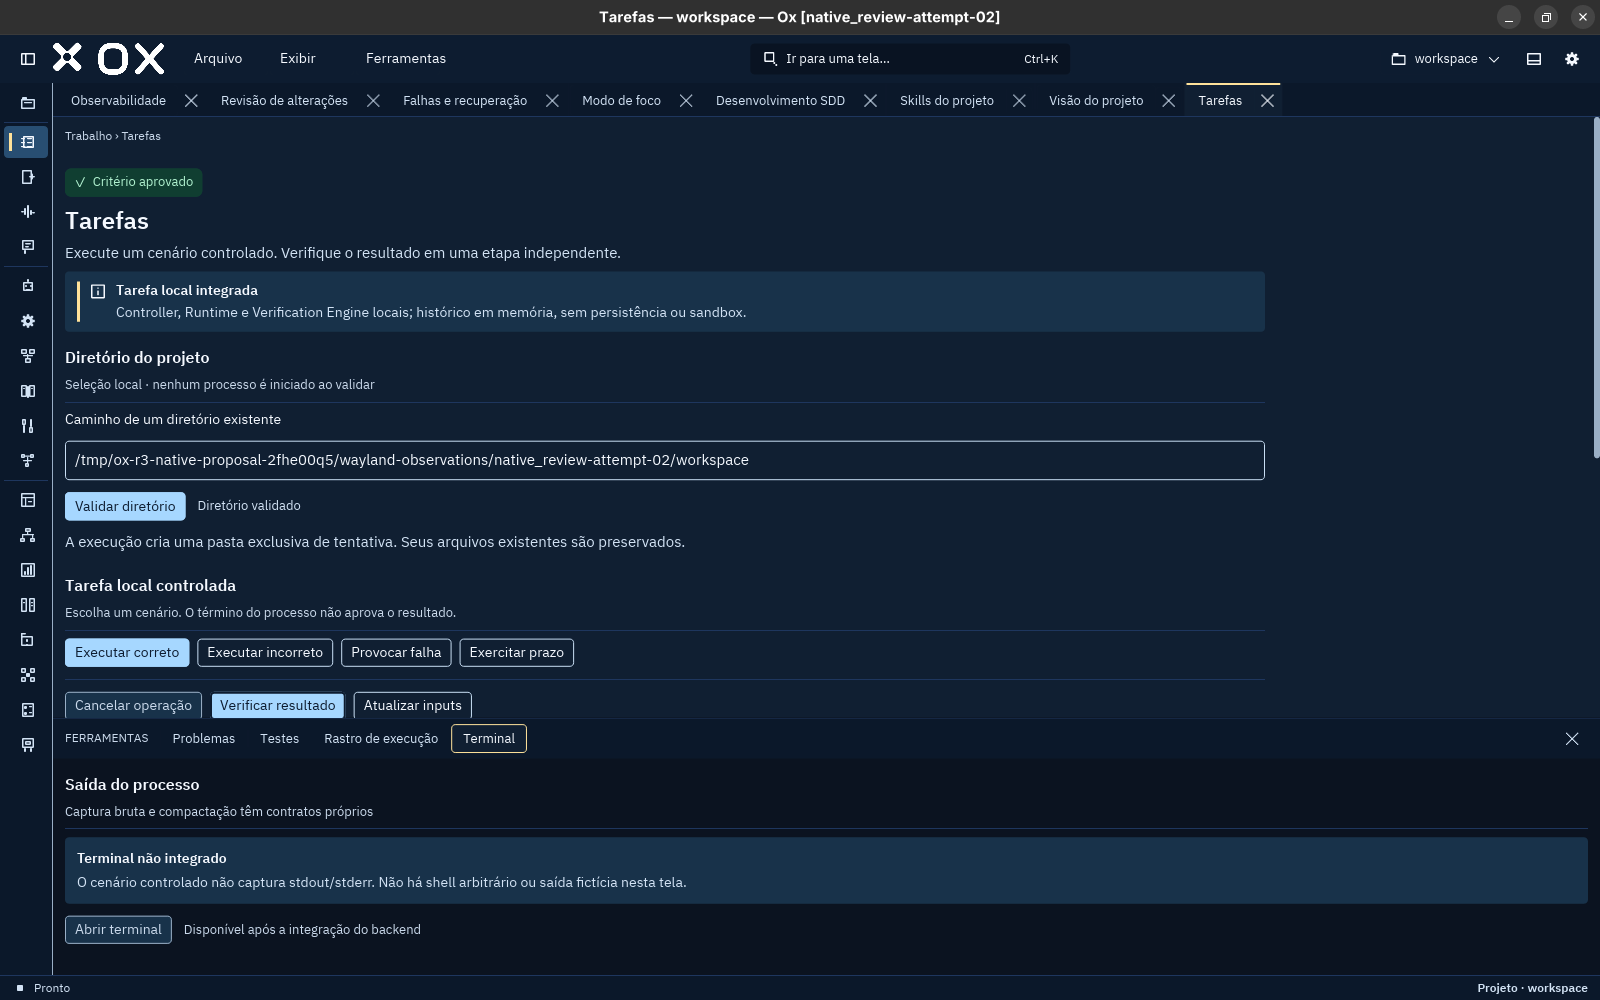 Tarefas — workspace — Ox [native_review-attempt-02]
OX Arquivo Exibir Ferramentas Ir para uma tela... Ctrl+K workspace
Observabilidade Revisão de alterações Falhas e recuperação Modo de foco Desenvolvimento SDD Skills do projeto Visão do projeto Tarefas
Trabalho › Tarefas
Critério aprovado
Tarefas
Execute um cenário controlado. Verifique o resultado em uma etapa independente.
Tarefa local integrada
Controller, Runtime e Verification Engine locais; histórico em memória, sem persistência ou sandbox.
Diretório do projeto
Seleção local · nenhum processo é iniciado ao validar
Caminho de um diretório existente
/tmp/ox-r3-native-proposal-2fhe00q5/wayland-observations/native_review-attempt-02/workspace
Validar diretório Diretório validado
A execução cria uma pasta exclusiva de tentativa. Seus arquivos existentes são preservados.
Tarefa local controlada
Escolha um cenário. O término do processo não aprova o resultado.
Executar correto Executar incorreto Provocar falha Exercitar prazo
Cancelar operação Verificar resultado Atualizar inputs
FERRAMENTAS Problemas Testes Rastro de execução Terminal
Saída do processo
Captura bruta e compactação têm contratos próprios
Terminal não integrado
O cenário controlado não captura stdout/stderr. Não há shell arbitrário ou saída fictícia nesta tela.
Abrir terminal Disponível após a integração do backend
Pronto Projeto · workspace